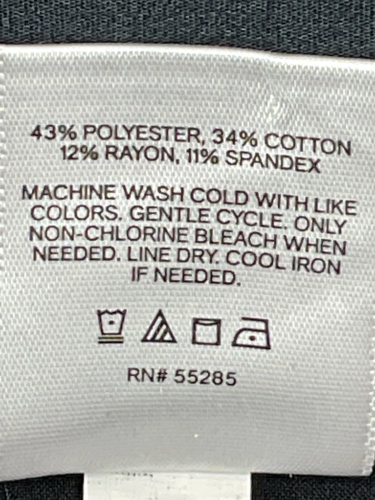 43% POLYESTER, 34% COTTON
12% RAYON, 11% SPANDEX
MACHINE WASH COLD WITH LIKE
COLORS. GENTLE CYCLE. ONLY
NON-CHLORINE BLEACH WHEN
NEEDED. LINE DRY. COOL IRON
IF NEEDED.
RN# 55285